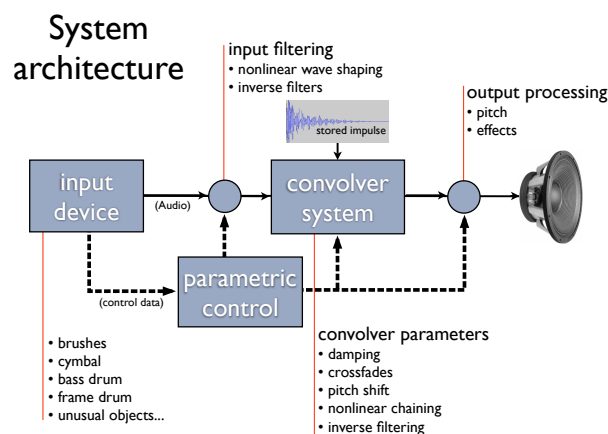 System
architecture
input filtering
• nonlinear wave shaping
• inverse filters
output processing
• pitch
• effects
stored impulse
input
device
(Audio)
convolver
system
(control data)
parametric
control
• brushes
• cymbal
• bass drum
• frame drum
• unusual objects...
convolver parameters
• damping
• crossfades
• pitch shift
• nonlinear chaining
• inverse filtering